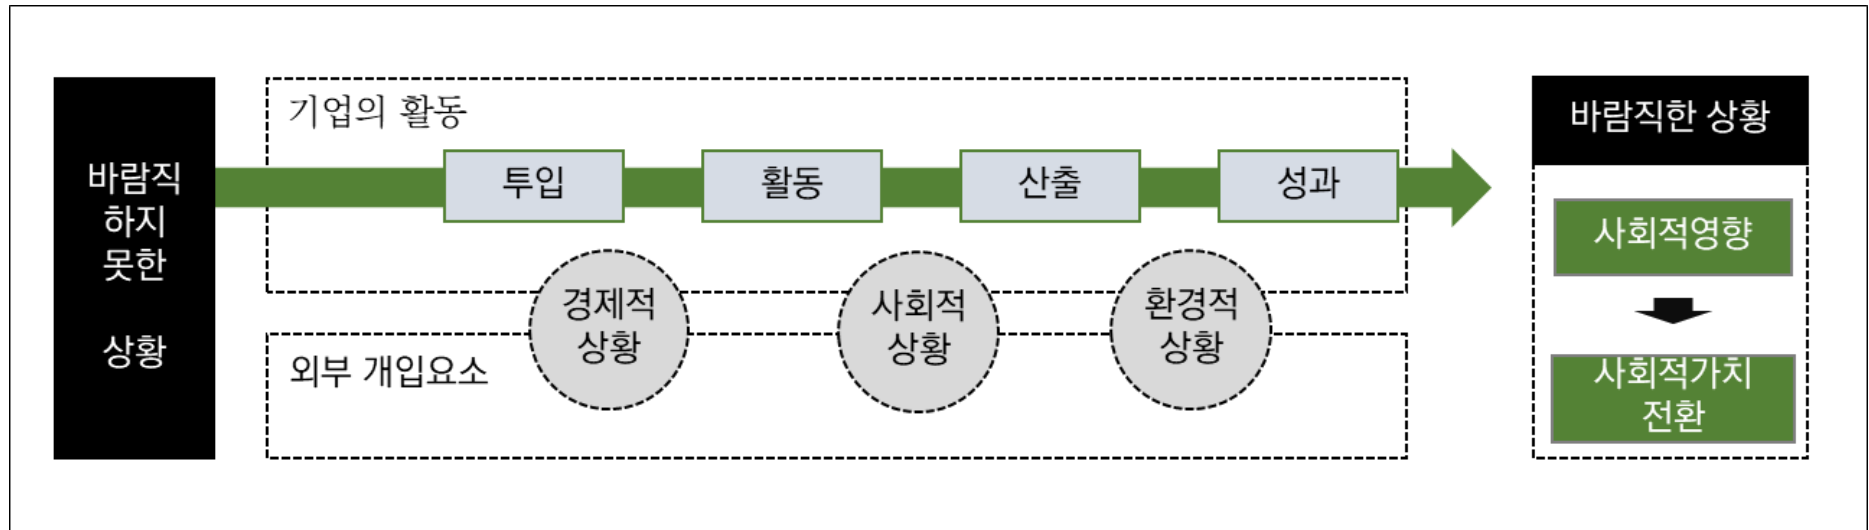 바람직
하지
못한
상황
기업의 활동
투입
활동
산출
성과
경제적
상황
사회적
상황
환경적
상황
외부 개입요소
바람직한 상황
사회적영향
사회적가치
전환